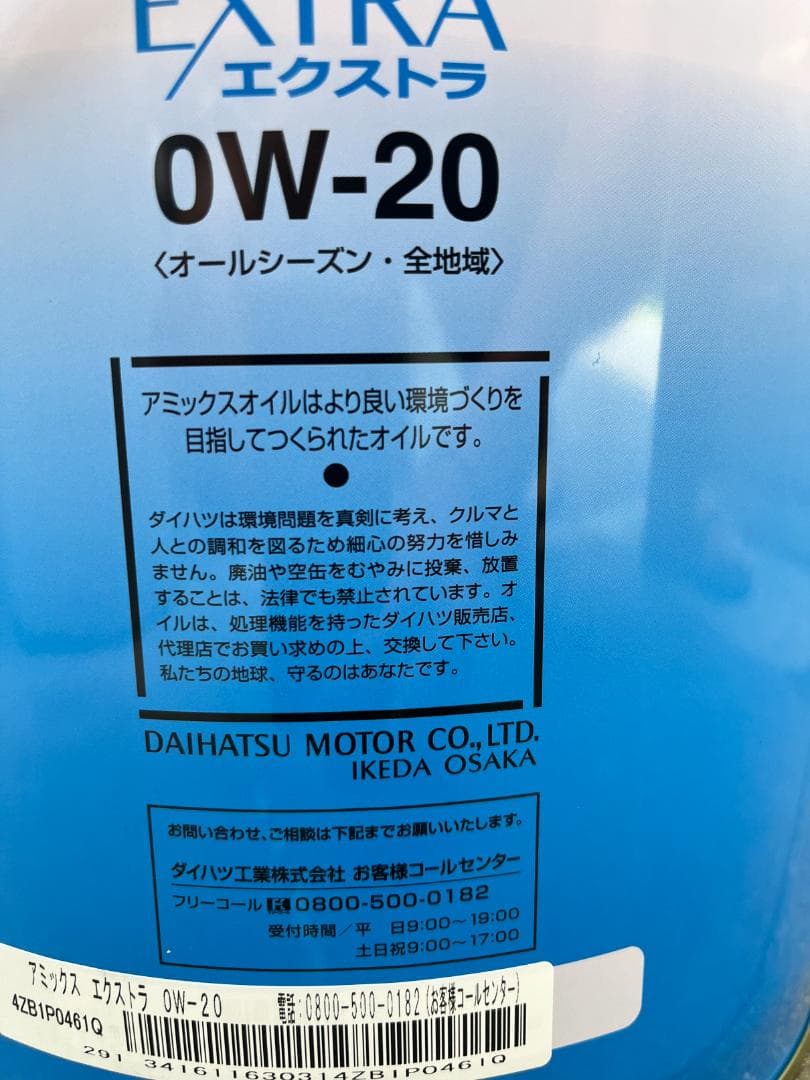 EXTRA
エクストラ
0W-20
〈オールシーズン・全地域〉
アミックスオイルはより良い環境づくりを
目指してつくられたオイルです。
●
ダイハツは環境問題を真剣に考え、クルマと
人との調和を図るため細心の努力を惜しみ
ません。廃油や空缶をむやみに投棄、放置
することは、法律でも禁止されています。オ
イルは、処理機能を持ったダイハツ販売店、
代理店でお買い求めの上、交換して下さい。
私たちの地球、守るのはあなたです。
DAIHATSU MOTOR CO.,LTD.
IKEDA OSAKA
お問い合わせ、ご相談は下記までお願いいたします。
ダイハツ工業株式会社 お客様コールセンター
フリーコール 0800-500-0182
受付時間／平 日9:00〜19:00
土日祝9:00〜17:00
アミックス エクストラ 0W-20 電話:0800-500-0182(お客様コールセンター)
4ZB1P0461Q
291 341611630314ZB1P0461Q